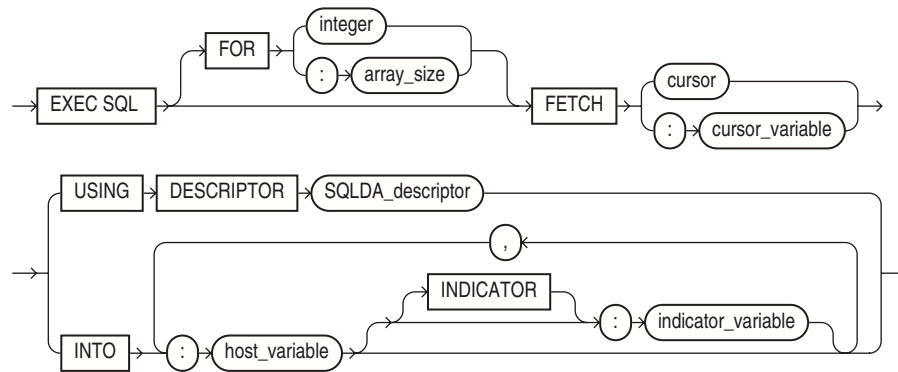 integer
FOR
: array_size
EXEC SQL FETCH cursor
: cursor_variable
USING DESCRIPTOR SQLDA_descriptor
,
INDICATOR
: indicator_variable
INTO : host_variable